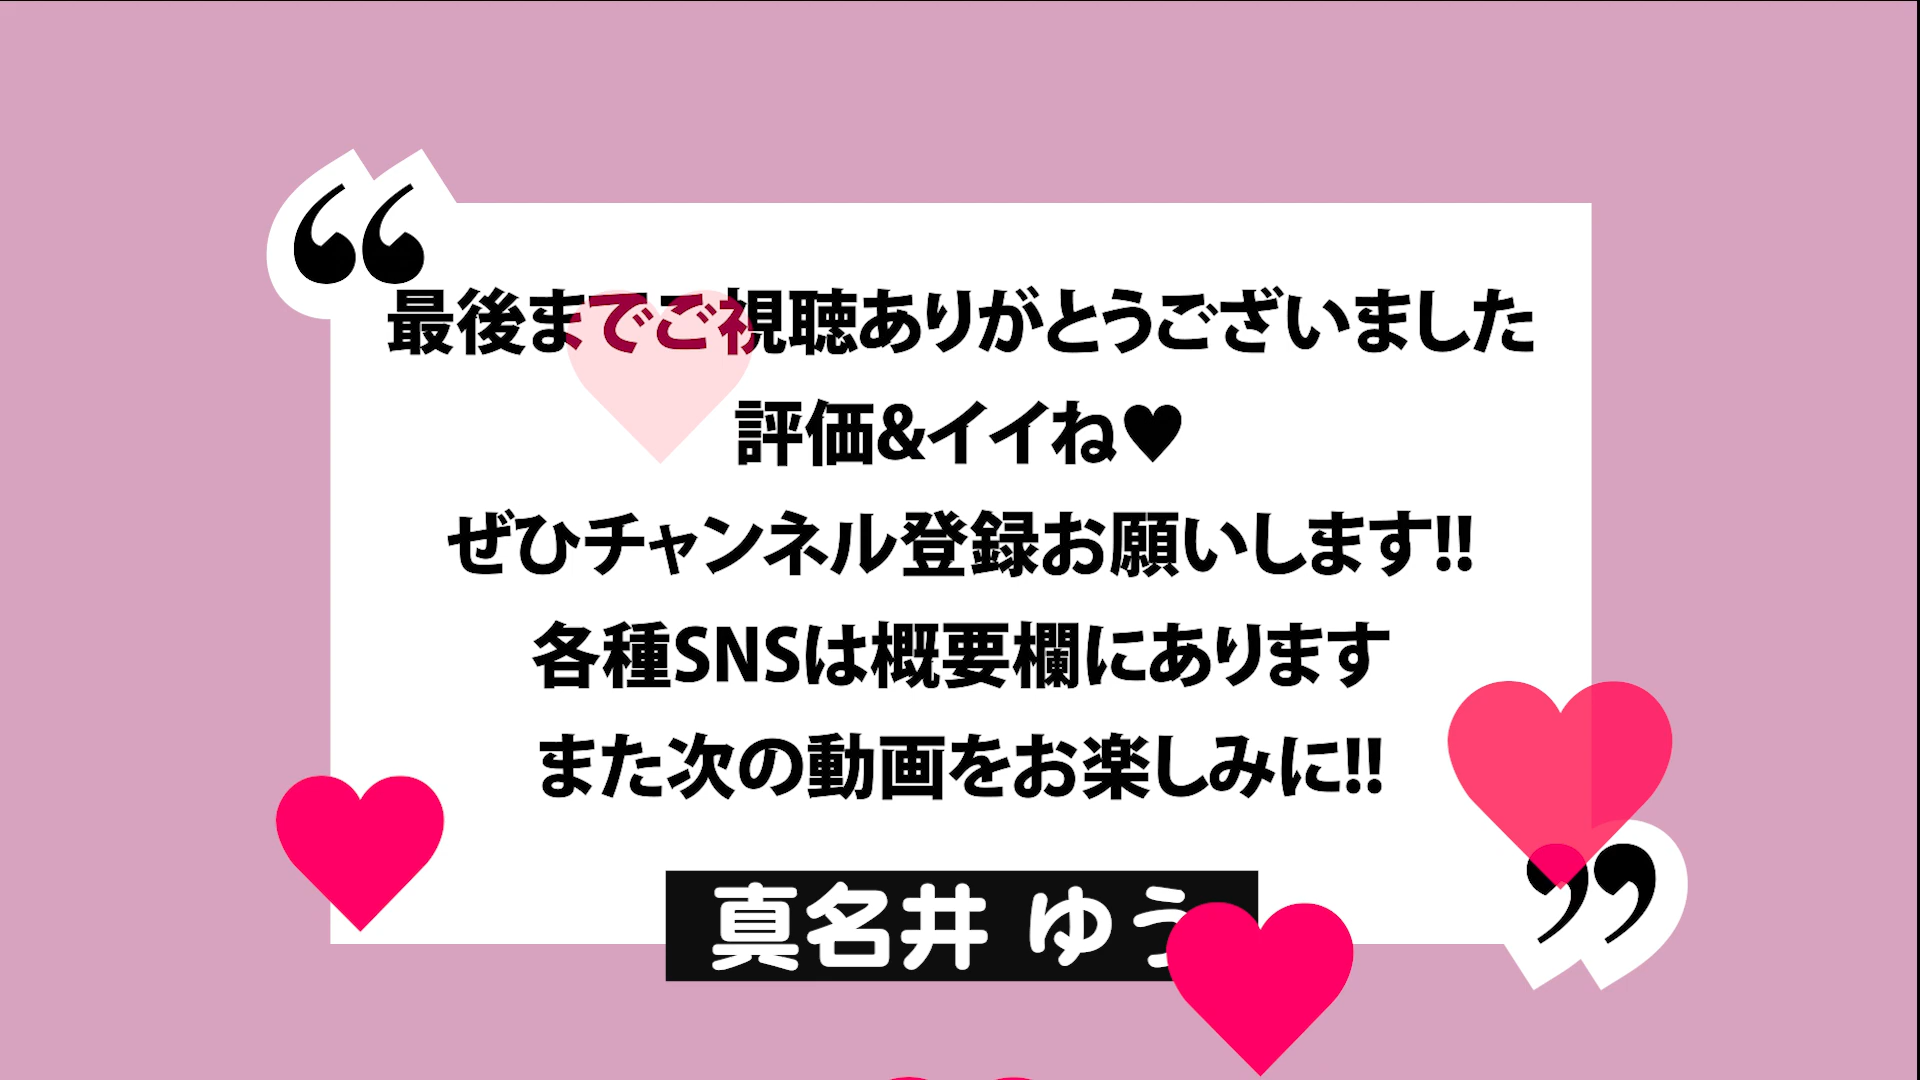 最後までご視聴ありがとうございました
評価&イイね♥
ぜひチャンネル登録お願いします!!
各種SNSは概要欄にあります
また次の動画をお楽しみに!!
真名井 ゆう